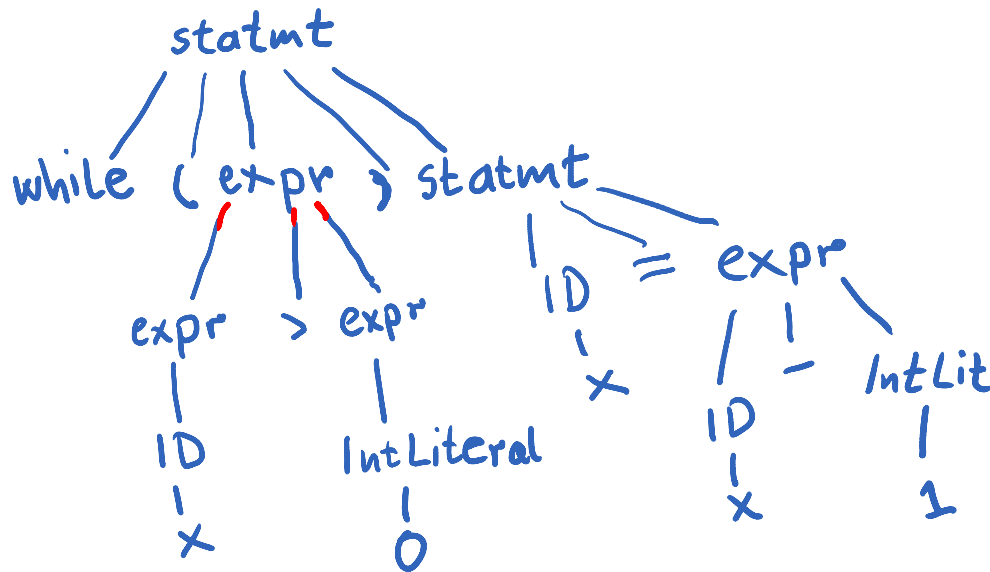 statmt
while ( expr ) statmt
ID = expr
expr > expr
x - IntLit
ID IntLiteral ID
x 0 x 1